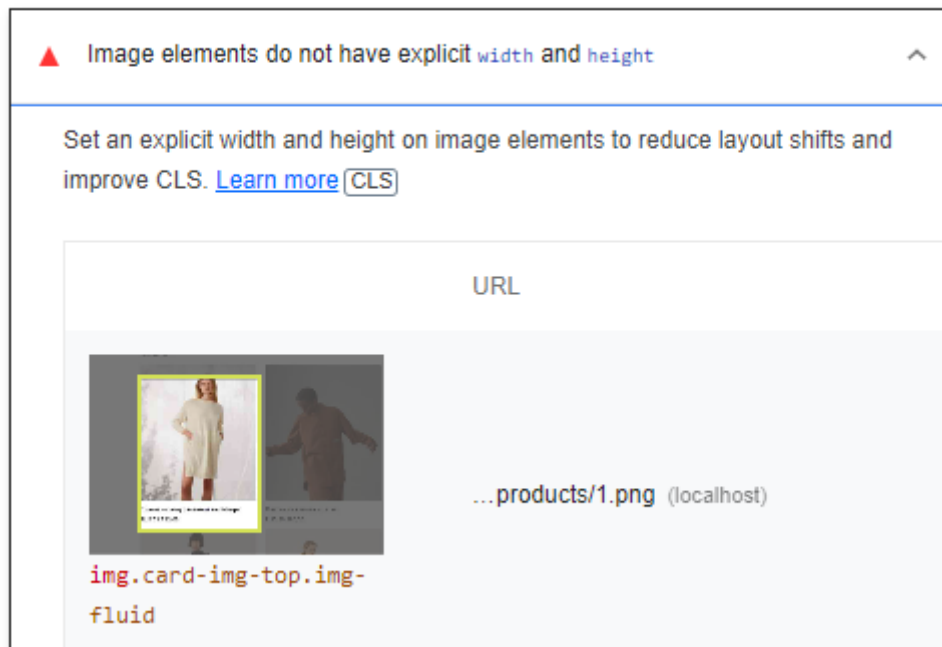 Image elements do not have explicit width and height
Set an explicit width and height on image elements to reduce layout shifts and
improve CLS. Learn more CLS
URL
...products/1.png (localhost)
img.card-img-top.img-
fluid